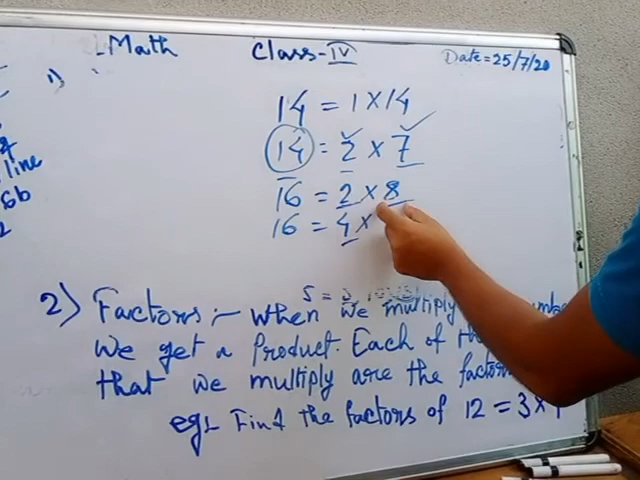 Math Class-IV Date=25/7/20
1)
14 = 1×14
14 = 2 × 7
line
16 = 2 × 8
16 = 4 ×
2) Factors :- When we multiply
We get a Product. Each of
that we multiply are the
eg:- Find the factors of 12 = 3 ×